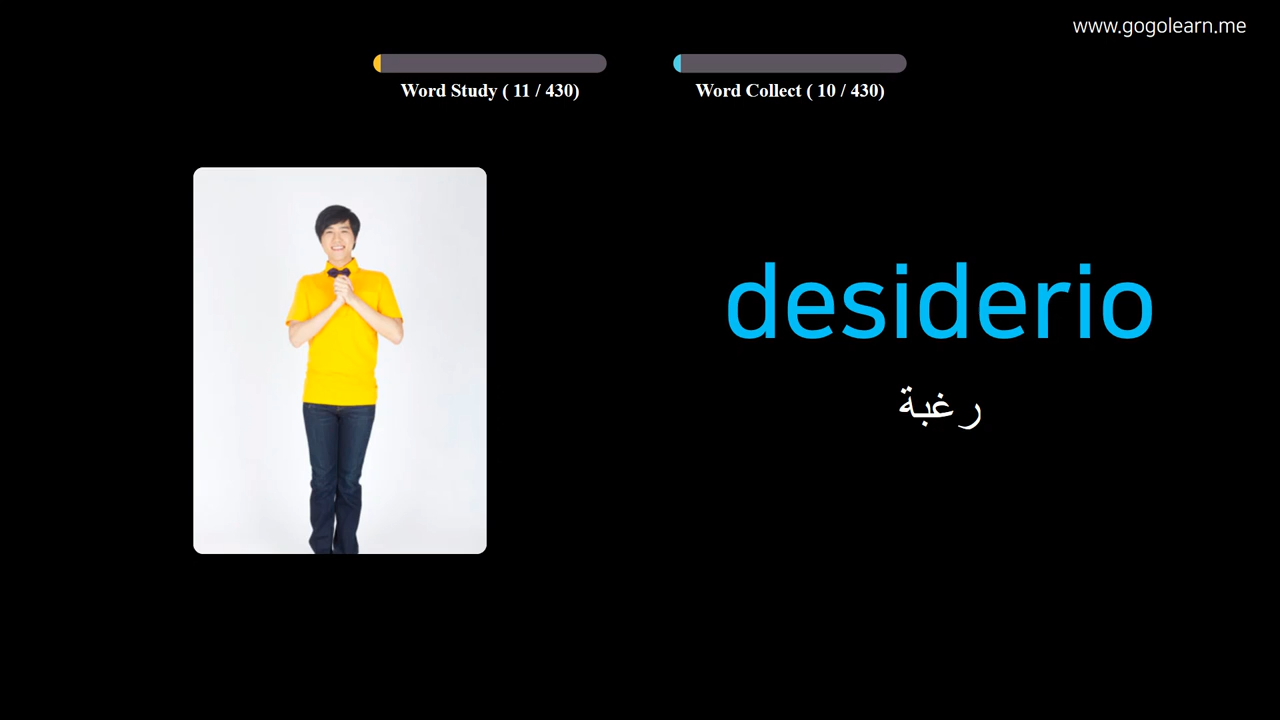 www.gogolearn.me
Word Study ( 11 / 430)
Word Collect ( 10 / 430)
desiderio
رغبة